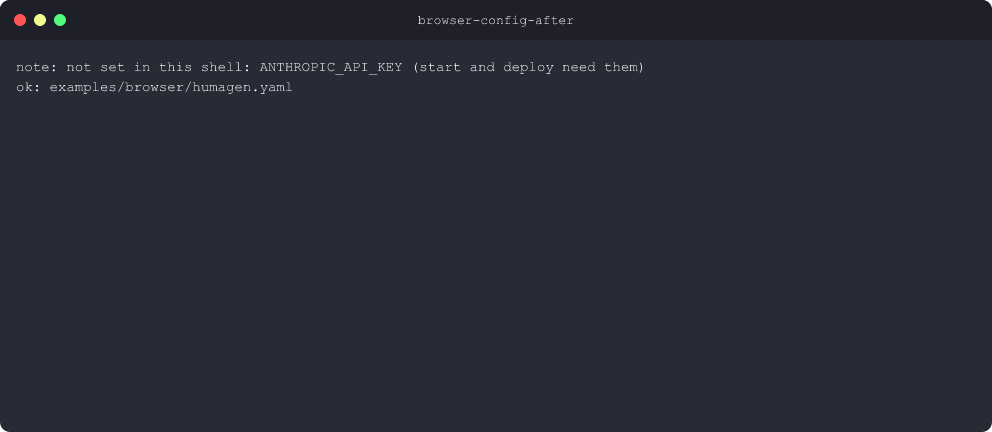 browser-config-after
note: not set in this shell: ANTHROPIC_API_KEY (start and deploy need them)
ok: examples/browser/humagen.yaml